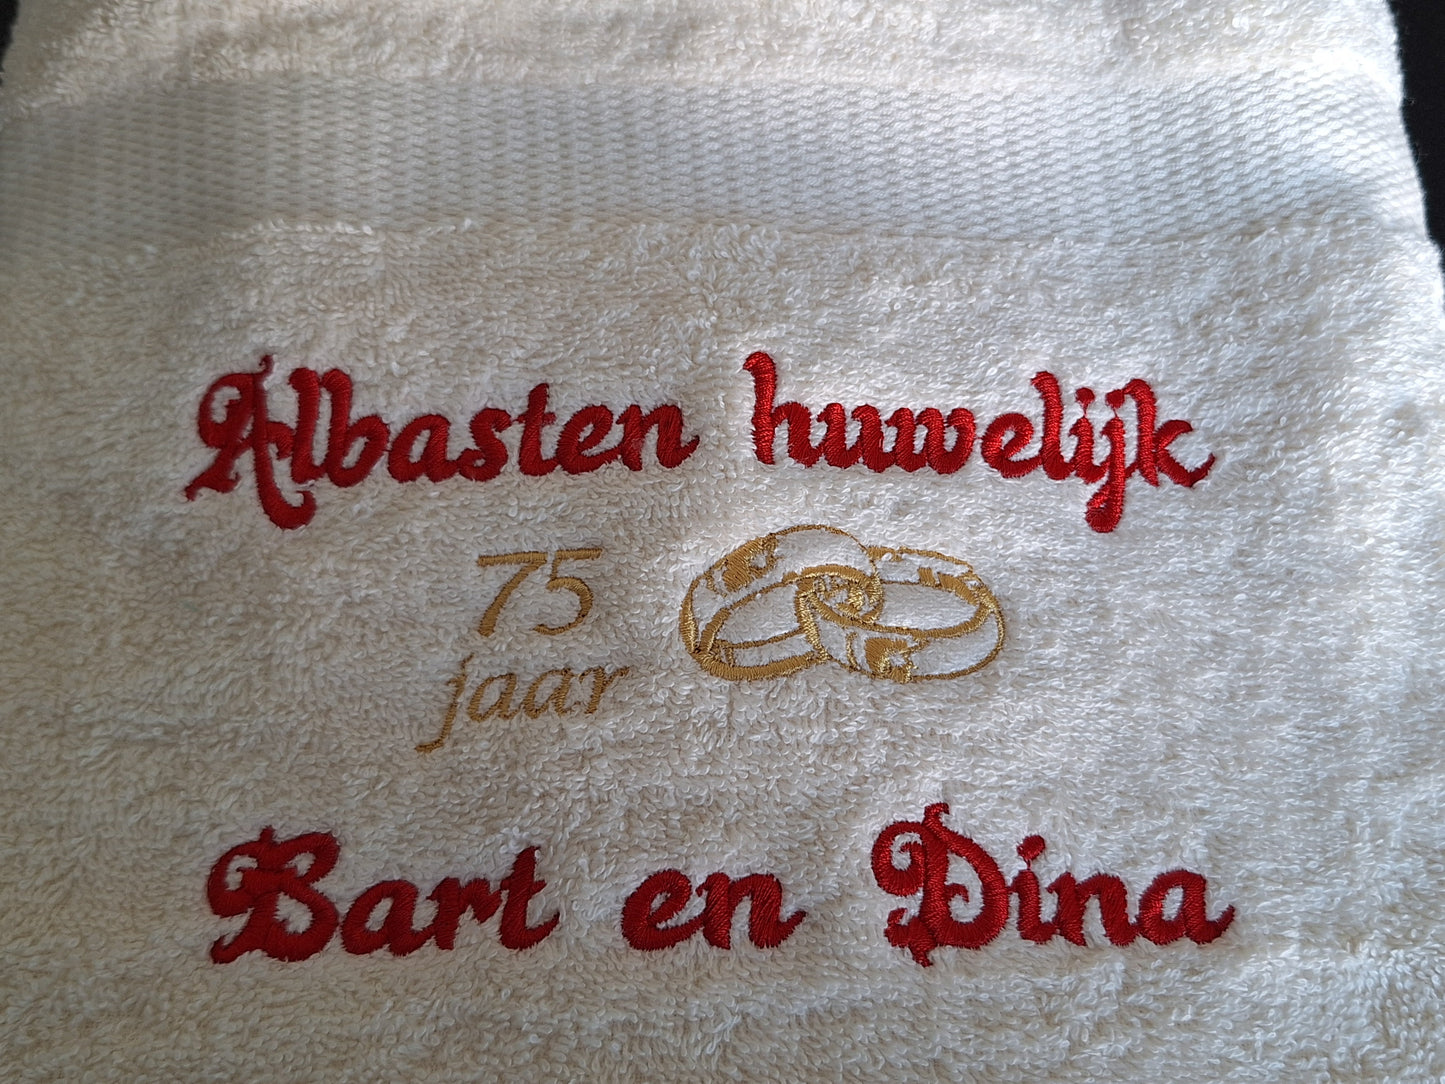 Albasten huwelijk
75
jaar
Bart en Dina